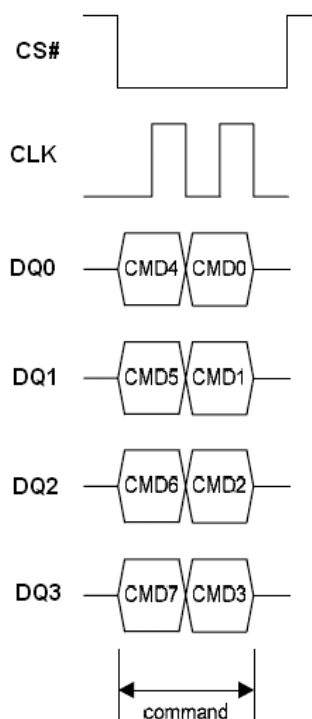 CS#
CLK
DQ0 CMD4 CMD0
DQ1 CMD5 CMD1
DQ2 CMD6 CMD2
DQ3 CMD7 CMD3
command